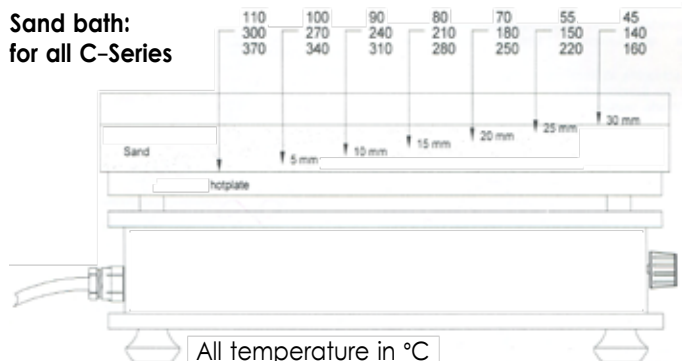 Sand bath:
for all C-Series
110 100 90 80 70 55 45
300 270 240 210 180 150 140
370 340 310 280 250 220 160
30 mm
25 mm
20 mm
15 mm
10 mm
5 mm
Sand
hotplate
All temperature in °C